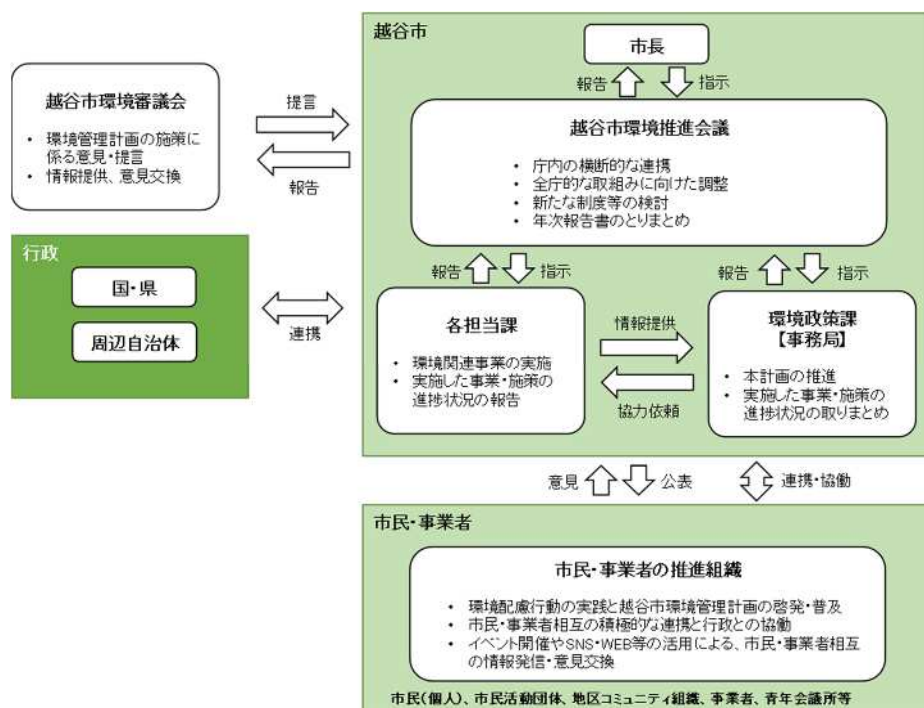 越谷市
市長
報告
指示
越谷市環境審議会
・ 環境管理計画の施策に
係る意見・提言
・ 情報提供、意見交換
提言
報告
越谷市環境推進会議
・ 庁内の横断的な連携
・ 全庁的な取組みに向けた調整
・ 新たな制度等の検討
・ 年次報告書のとりまとめ
行政
国・県
周辺自治体
連携
報告
指示
報告
指示
各担当課
・ 環境関連事業の実施
・ 実施した事業・施策の
進捗状況の報告
情報提供
協力依頼
環境政策課
【事務局】
・ 本計画の推進
・ 実施した事業・施策の
進捗状況の取りまとめ
意見
公表
連携・協働
市民・事業者
市民・事業者の推進組織
・ 環境配慮行動の実践と越谷市環境管理計画の啓発・普及
・ 市民・事業者相互の積極的な連携と行政との協働
・ イベント開催やSNS・WEB等の活用による、市民・事業者相互
の情報発信・意見交換
市民(個人)、市民活動団体、地区コミュニティ組織、事業者、青年会議所等